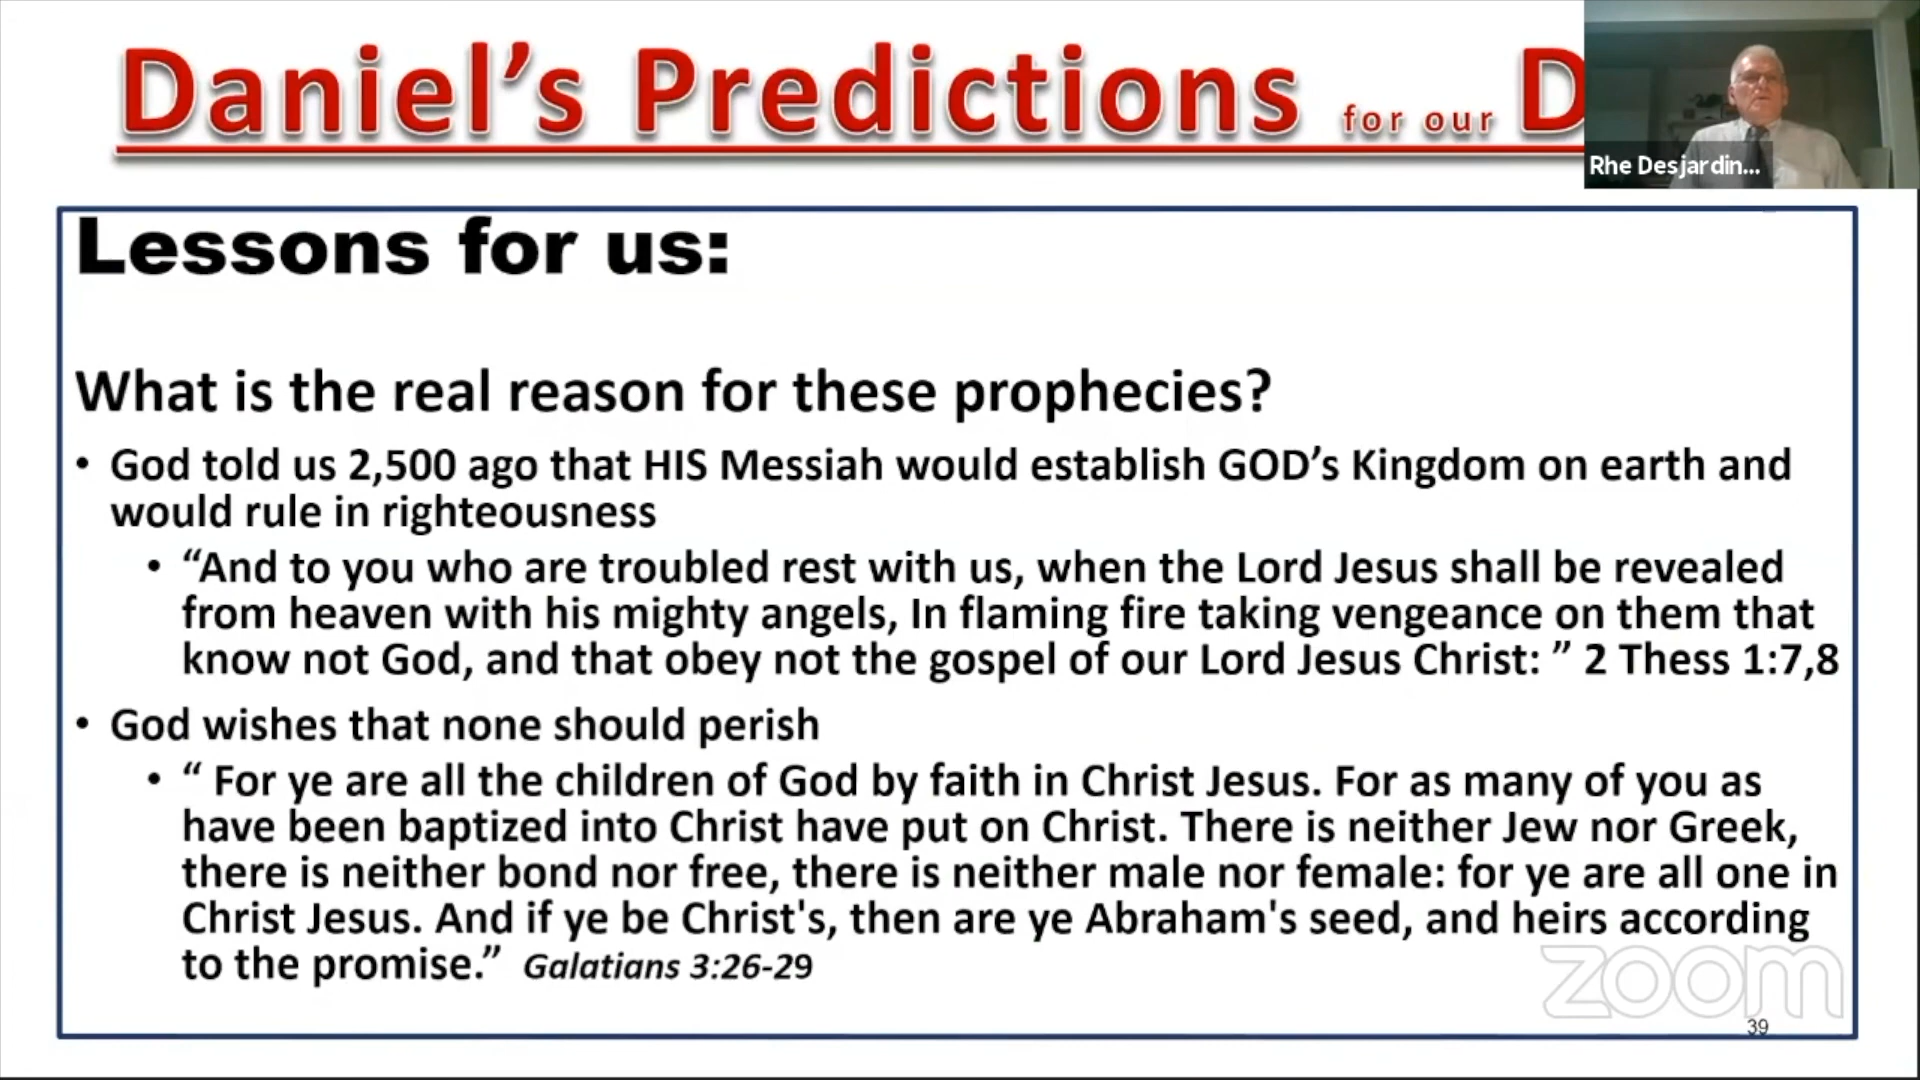 Daniel’s Predictions for our D
Rhe Desjardin...
Lessons for us:
What is the real reason for these prophecies?
• God told us 2,500 ago that HIS Messiah would establish GOD’s Kingdom on earth and
would rule in righteousness
• “And to you who are troubled rest with us, when the Lord Jesus shall be revealed
from heaven with his mighty angels, In flaming fire taking vengeance on them that
know not God, and that obey not the gospel of our Lord Jesus Christ: ” 2 Thess 1:7,8
• God wishes that none should perish
• “ For ye are all the children of God by faith in Christ Jesus. For as many of you as
have been baptized into Christ have put on Christ. There is neither Jew nor Greek,
there is neither bond nor free, there is neither male nor female: for ye are all one in
Christ Jesus. And if ye be Christ's, then are ye Abraham's seed, and heirs according
to the promise.” Galatians 3:26-29
zoom
39